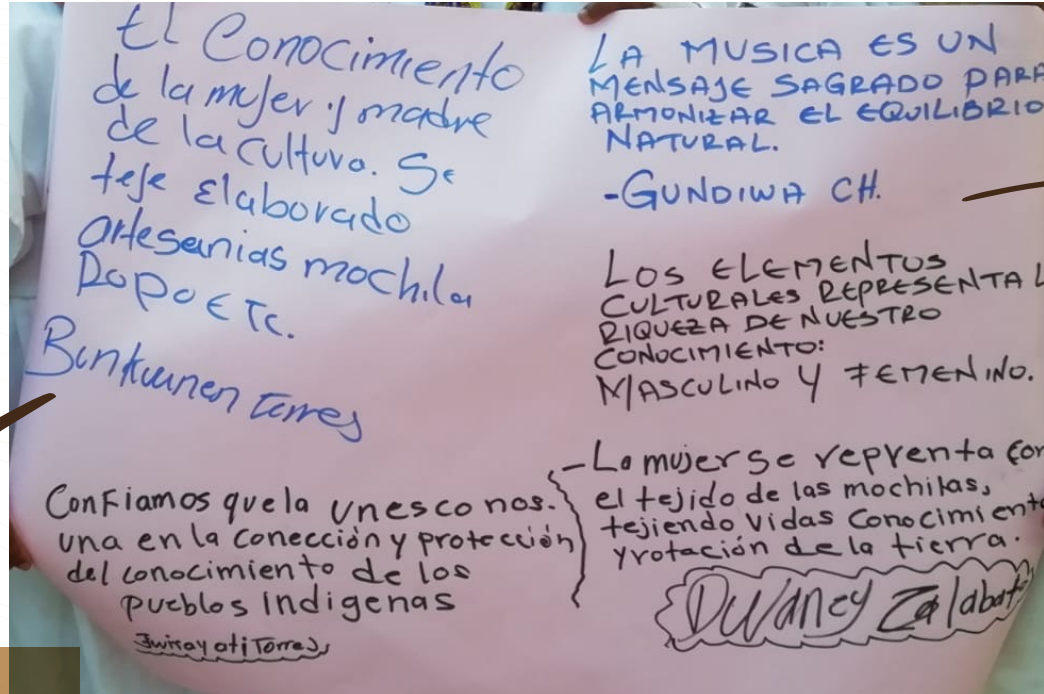 El Conocimiento
de la mujer y madre
de la cultura. Se
teje Elaborado
artesanias mochila
Ropo ETC.
Torres
LA MUSICA ES UN
MENSAJE SAGRADO PARA
ARMONIZAR EL EQUILIBRIO
NATURAL.
-GUNDIWA CH.
LOS ELEMENTOS
CULTURALES REPRESENTA L
RIQUEZA DE NUESTRO
CONOCIMIENTO:
MASCULINO Y FEMENINO.
-La mujer se reprenta con
el tejido de las mochilas,
tejiendo vidas conocimiento
y rotación de la tierra.
Dwaney Zalabat
Confiamos que la unesco nos.
una en la conección y protección
del conocimiento de los
pueblos indigenas
Torres